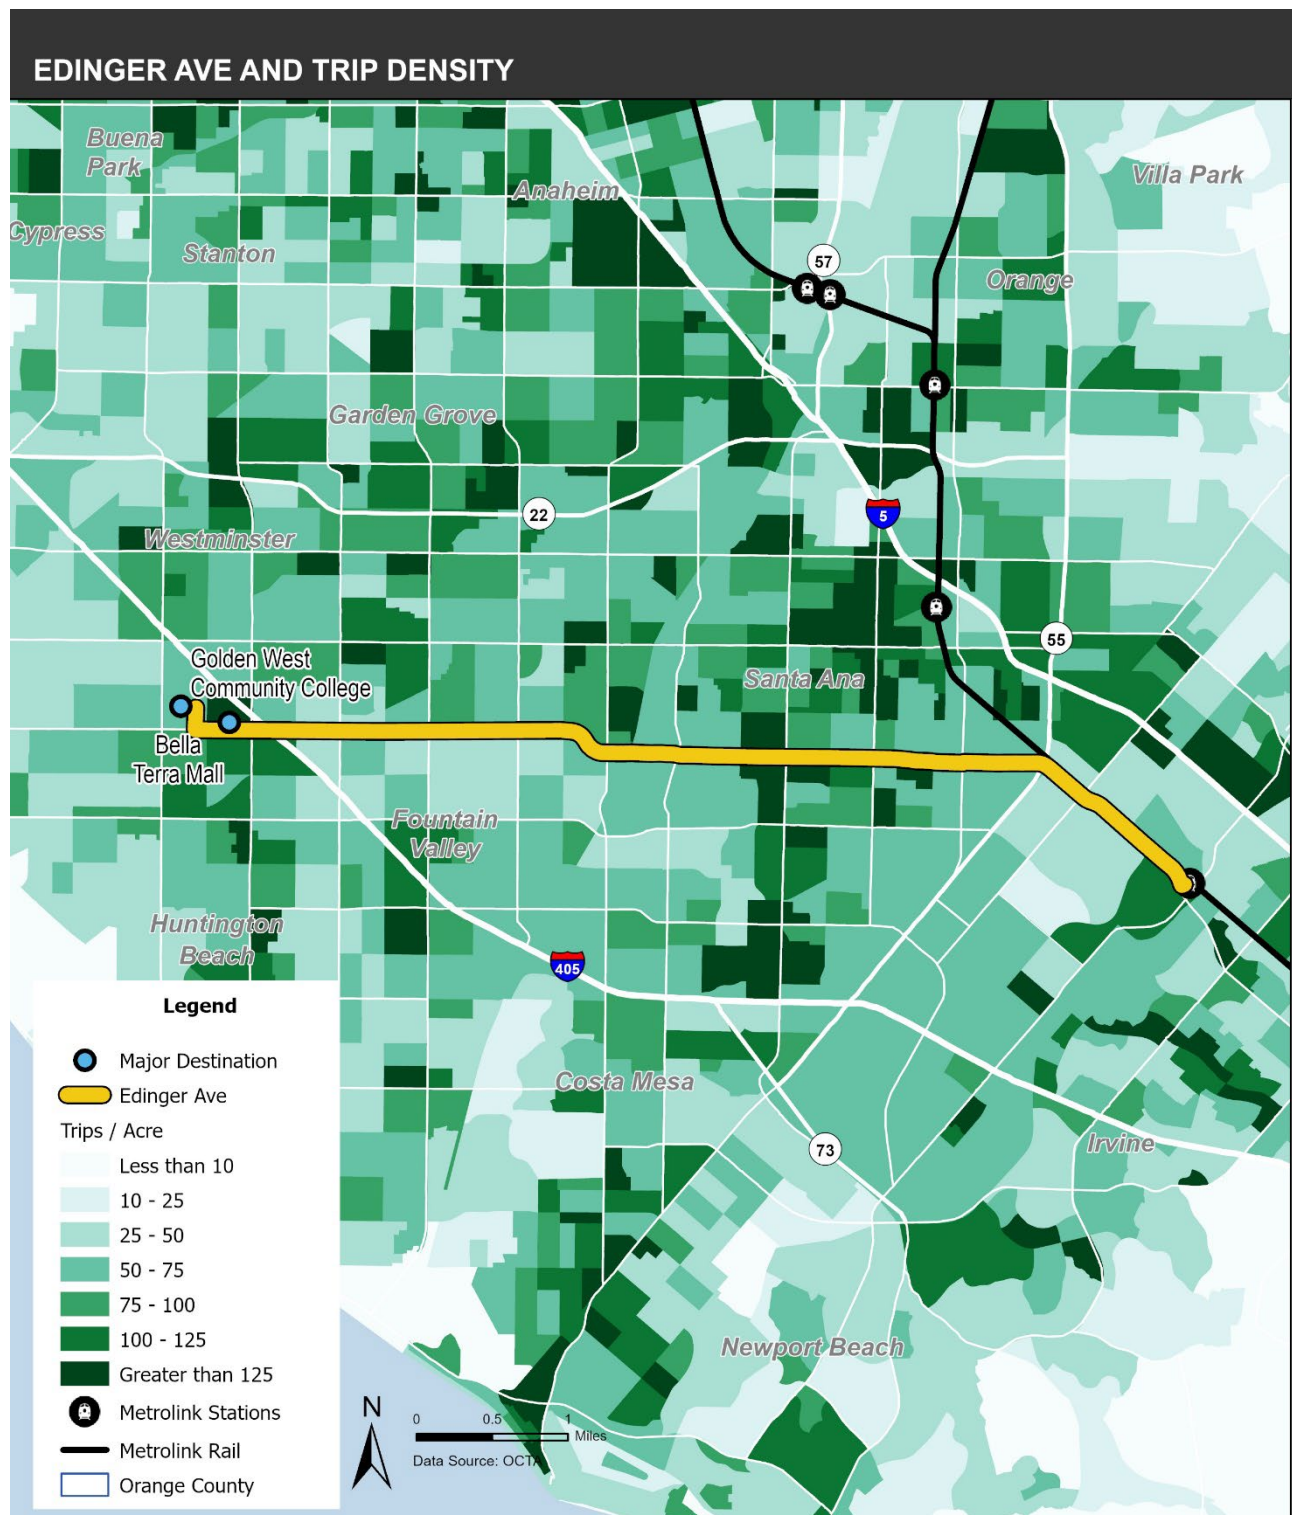 EDINGER AVE AND TRIP DENSITY
Buena
Park
Anaheim
Villa Park
Cypress
Stanton
57
Orange
Garden Grove
22
5
Westminster
55
Golden West
Community College
Santa Ana
Bella
Terra Mall
Fountain
Valley
Huntington
Beach
405
Legend
Major Destination
Edinger Ave
Trips / Acre
Less than 10
10 - 25
25 - 50
50 - 75
75 - 100
100 - 125
Greater than 125
Metrolink Stations
Metrolink Rail
Orange County
Costa Mesa
73
Irvine
Newport Beach
N
0 0.5 1
Miles
Data Source: OCTA